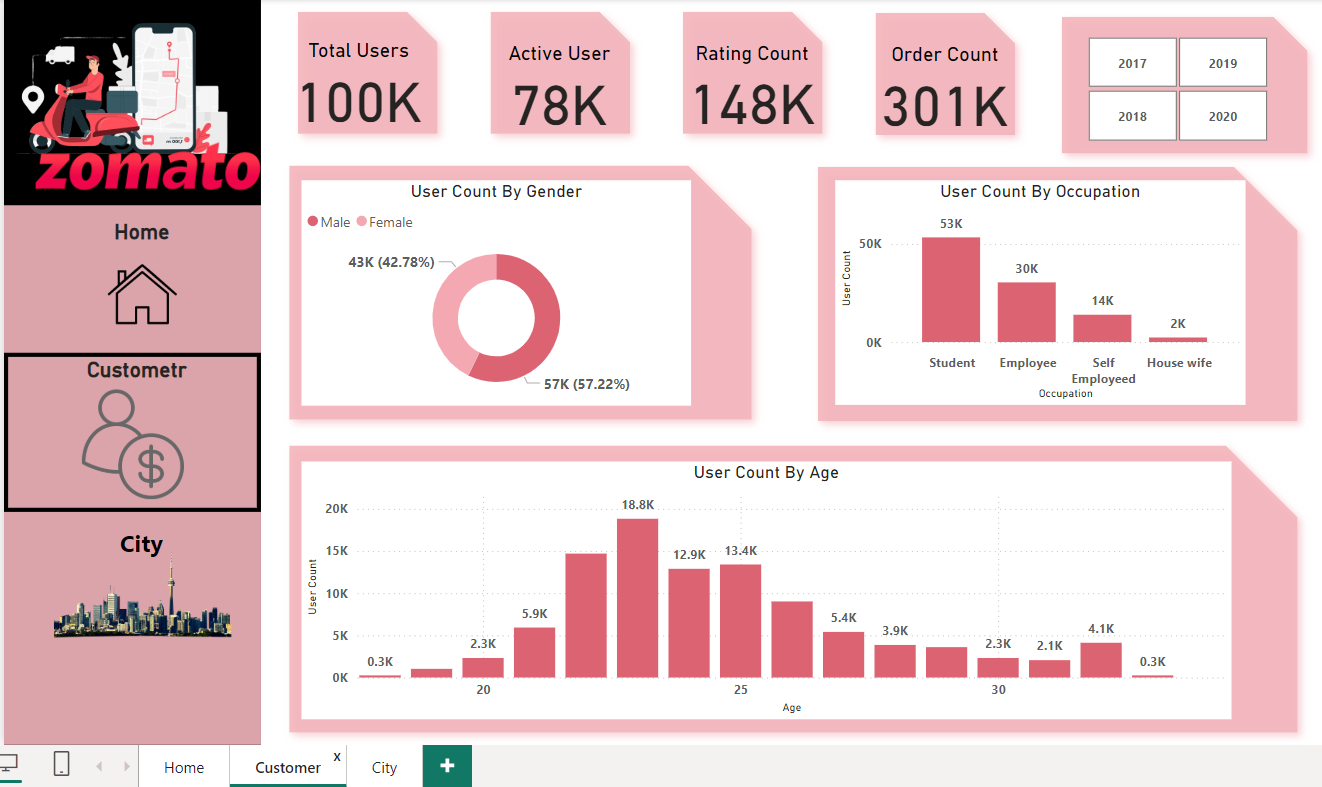 zomato
Home
Custometr
$
City
Total Users
100K
Active User
78K
Rating Count
148K
Order Count
301K
2017
2019
2018
2020
User Count By Gender
Male
Female
43K (42.78%)
57K (57.22%)
User Count By Occupation
User Count
50K
0K
53K
30K
14K
2K
Student
Employee
Self
Employeed
House wife
Occupation
User Count By Age
User Count
20K
15K
10K
5K
0K
0.3K
2.3K
5.9K
18.8K
12.9K
13.4K
5.4K
3.9K
2.3K
2.1K
4.1K
0.3K
20
25
30
Age
Home
Customer
x
City
+